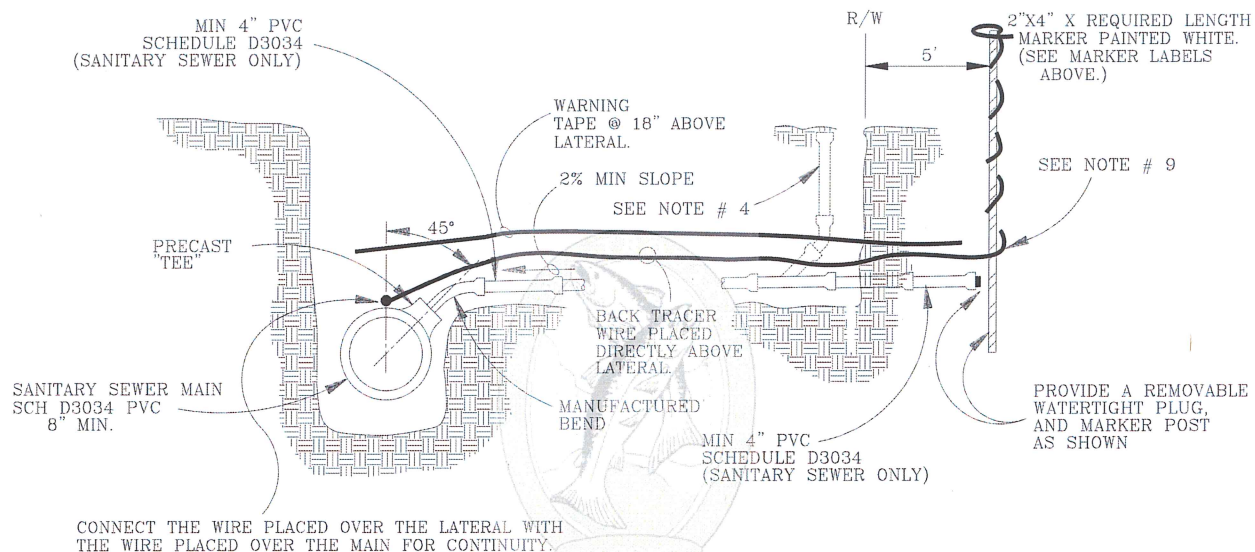 MIN 4" PVC
SCHEDULE D3034
(SANITARY SEWER ONLY)
R/W
5'
2"X4" X REQUIRED LENGTH
MARKER PAINTED WHITE.
(SEE MARKER LABELS
ABOVE.)
WARNING
TAPE @ 18" ABOVE
LATERAL.
2% MIN SLOPE
SEE NOTE # 4
SEE NOTE # 9
45°
PRECAST
"TEE"
BACK TRACER
WIRE PLACED
DIRECTLY ABOVE
LATERAL.
SANITARY SEWER MAIN
SCH D3034 PVC
8" MIN.
MANUFACTURED
BEND
MIN 4" PVC
SCHEDULE D3034
(SANITARY SEWER ONLY)
PROVIDE A REMOVABLE
WATERTIGHT PLUG,
AND MARKER POST
AS SHOWN
CONNECT THE WIRE PLACED OVER THE LATERAL WITH
THE WIRE PLACED OVER THE MAIN FOR CONTINUITY.